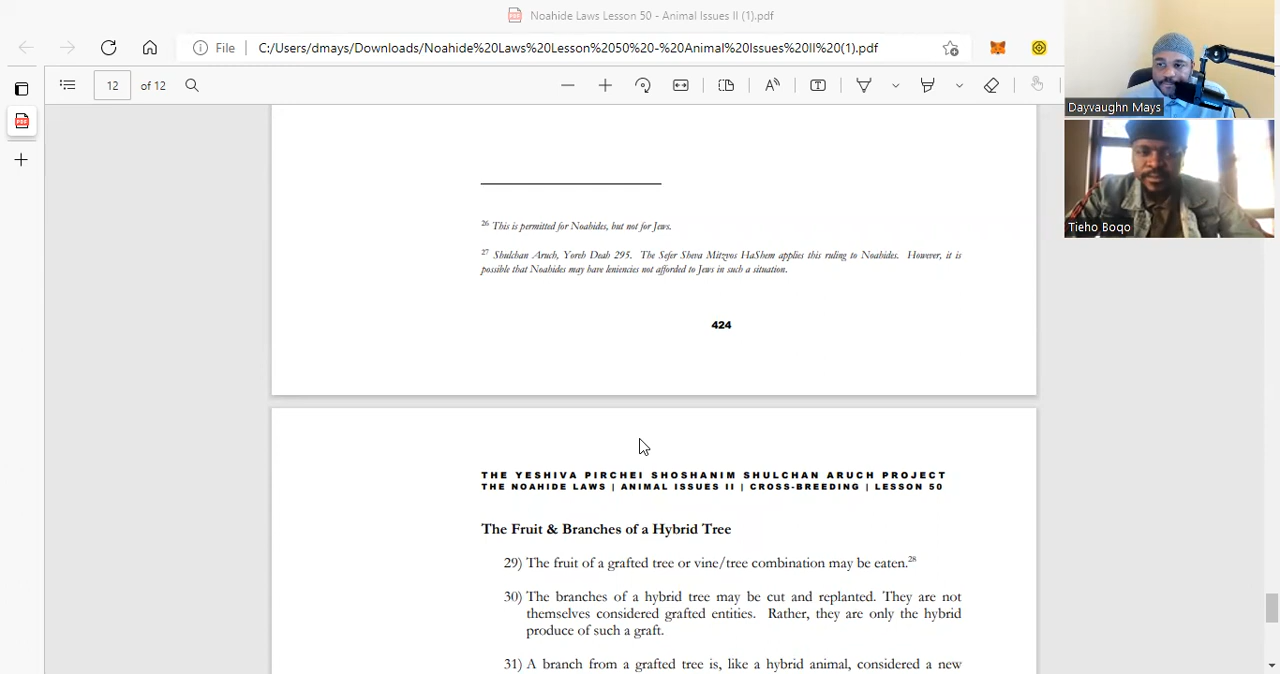 Noahide Laws Lesson 50 - Animal Issues II (1).pdf
File
C:/Users/dmays/Downloads/Noahide%20Laws%20Lesson%2050%20-%20Animal%20Issues%20II%20(1).pdf
12 of 12
Dayvaughn Mays
Tieho Boqo
26 This is permitted for Noahides, but not for Jews.
27 Shulchan Aruch, Yoreh Deah 295. The Sefer Sheva Mitzvos HaShem applies this ruling to Noahides. However, it is
possible that Noahides may have leniencies not afforded to Jews in such a situation.
424
THE YESHIVA PIRCHEI SHOSHANIM SHULCHAN ARUCH PROJECT
THE NOAHIDE LAWS | ANIMAL ISSUES II | CROSS-BREEDING | LESSON 50
The Fruit & Branches of a Hybrid Tree
29) The fruit of a grafted tree or vine/tree combination may be eaten.28
30) The branches of a hybrid tree may be cut and replanted. They are not
themselves considered grafted entities. Rather, they are only the hybrid
produce of such a graft.
31) A branch from a grafted tree is, like a hybrid animal, considered a new